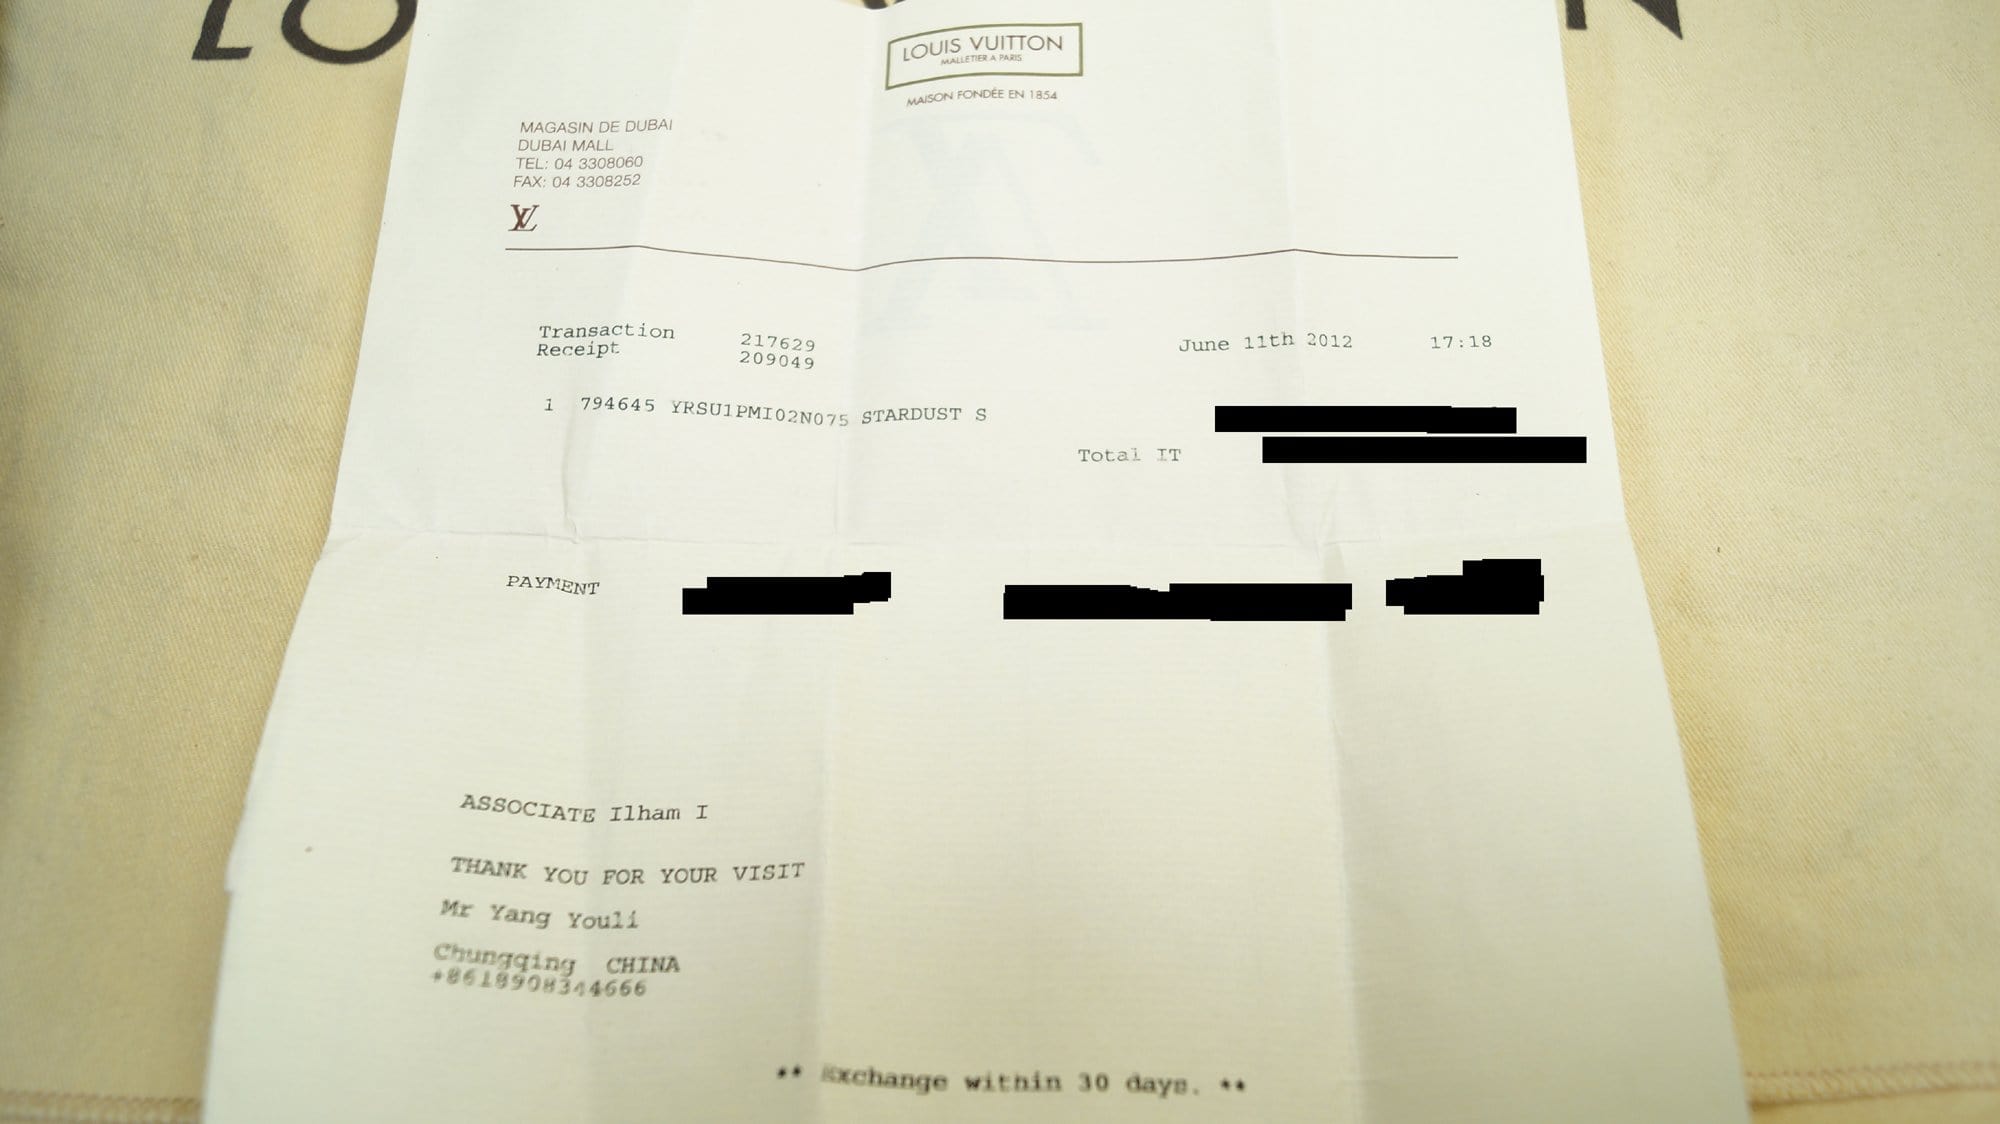 LOUIS VUITTON
MALLETIER A PARIS
MAISON FONDÉE EN 1854
MAGASIN DE DUBAI
DUBAI MALL
TEL: 04 3308060
FAX: 04 3308252
LV
Transaction 217629 June 11th 2012 17:18
Receipt 209049
1 794645 YRSU1PMI02N075 STARDUST S
Total IT
PAYMENT
ASSOCIATE Ilham I
THANK YOU FOR YOUR VISIT
Mr Yang Youli
Chungqing CHINA
+8618908344666
** Exchange within 30 days. **